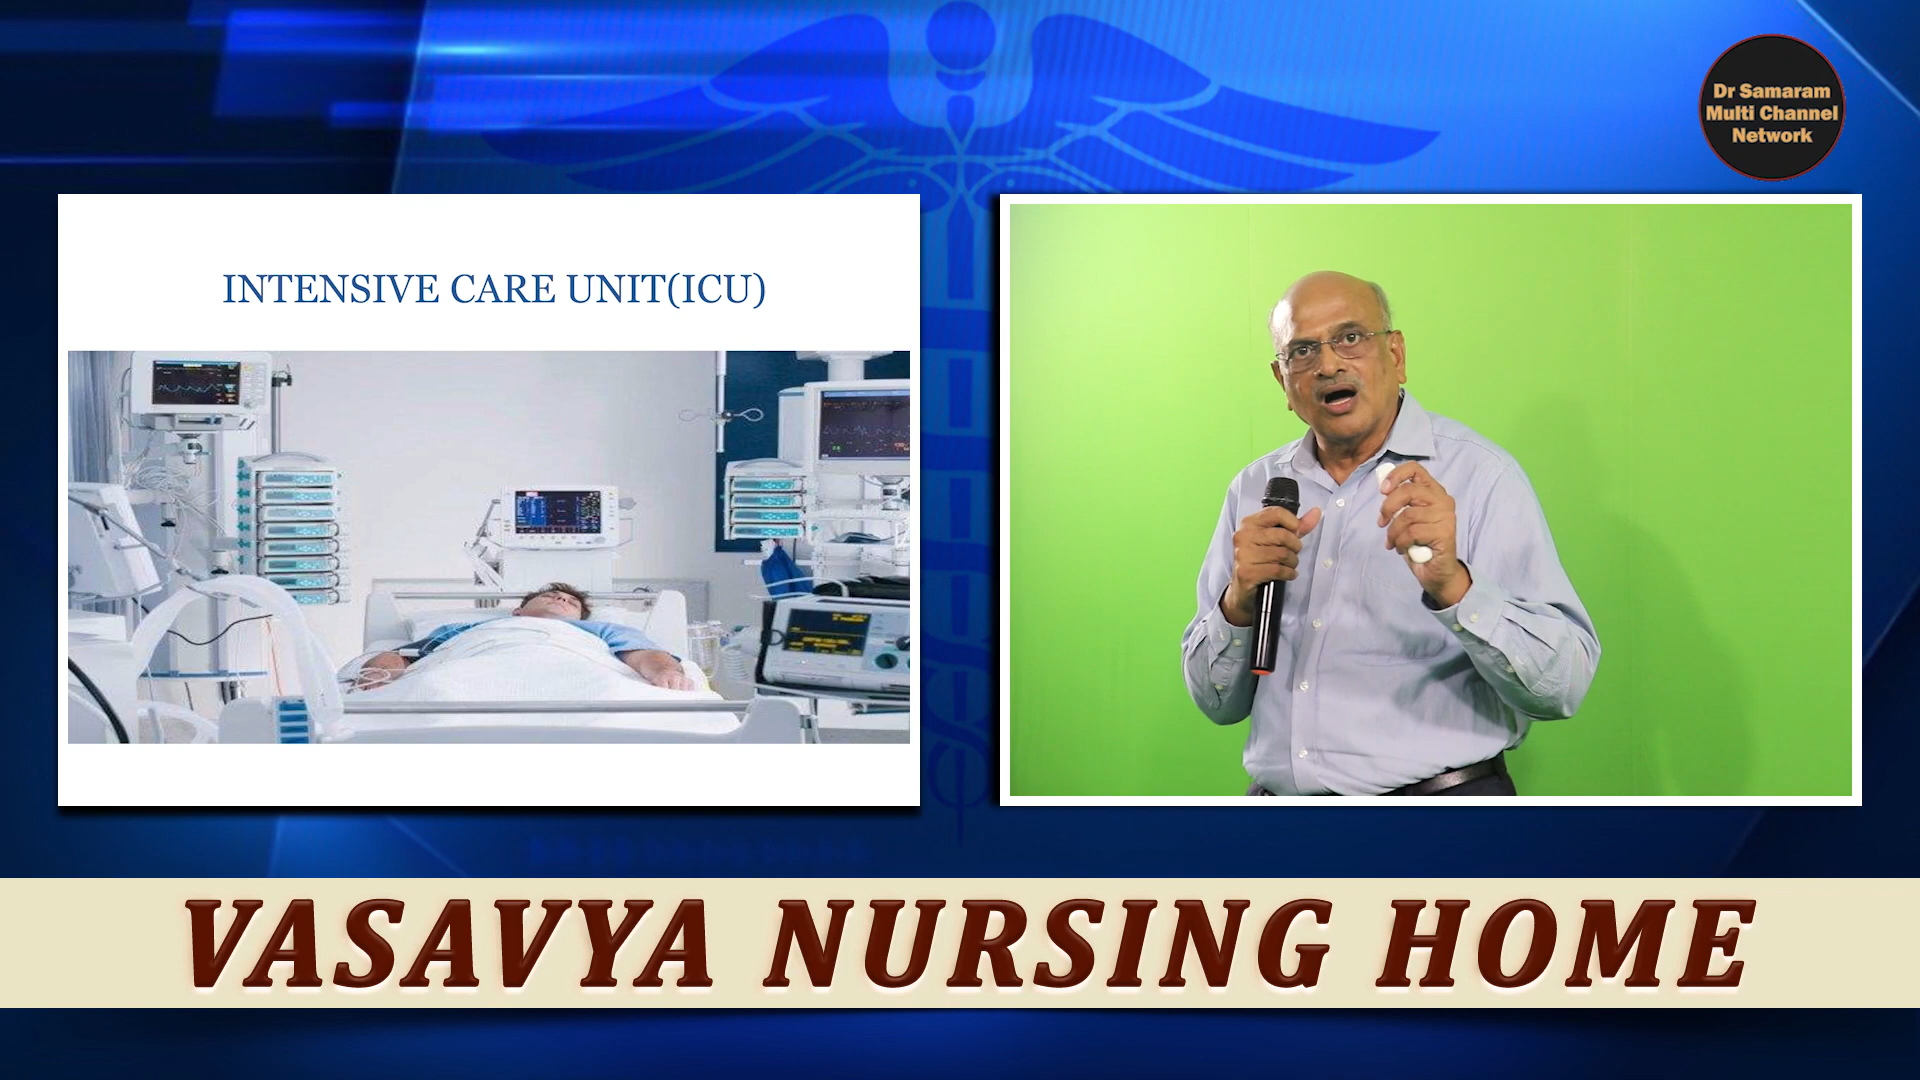 Dr Samaram
Multi Channel
Network
INTENSIVE CARE UNIT(ICU)
VASAVYA NURSING HOME